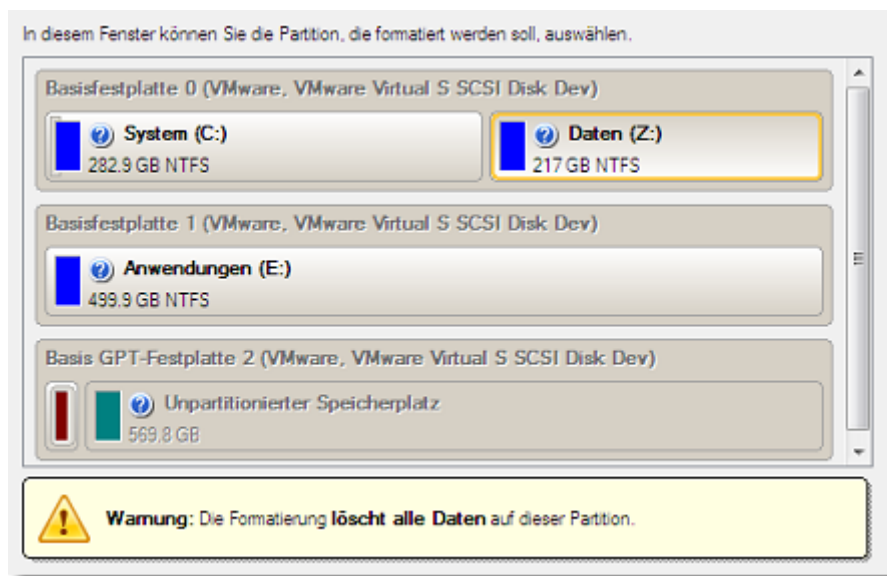 In diesem Fenster können Sie die Partition, die formatiert werden soll, auswählen.
Basisfestplatte 0 (VMware, VMware Virtual S SCSI Disk Dev)
System (C:)
282.9 GB NTFS
Daten (Z:)
217 GB NTFS
Basisfestplatte 1 (VMware, VMware Virtual S SCSI Disk Dev)
Anwendungen (E:)
499.9 GB NTFS
Basis GPT-Festplatte 2 (VMware, VMware Virtual S SCSI Disk Dev)
Unpartitionierter Speicherplatz
569.8 GB
Warnung: Die Formatierung löscht alle Daten auf dieser Partition.